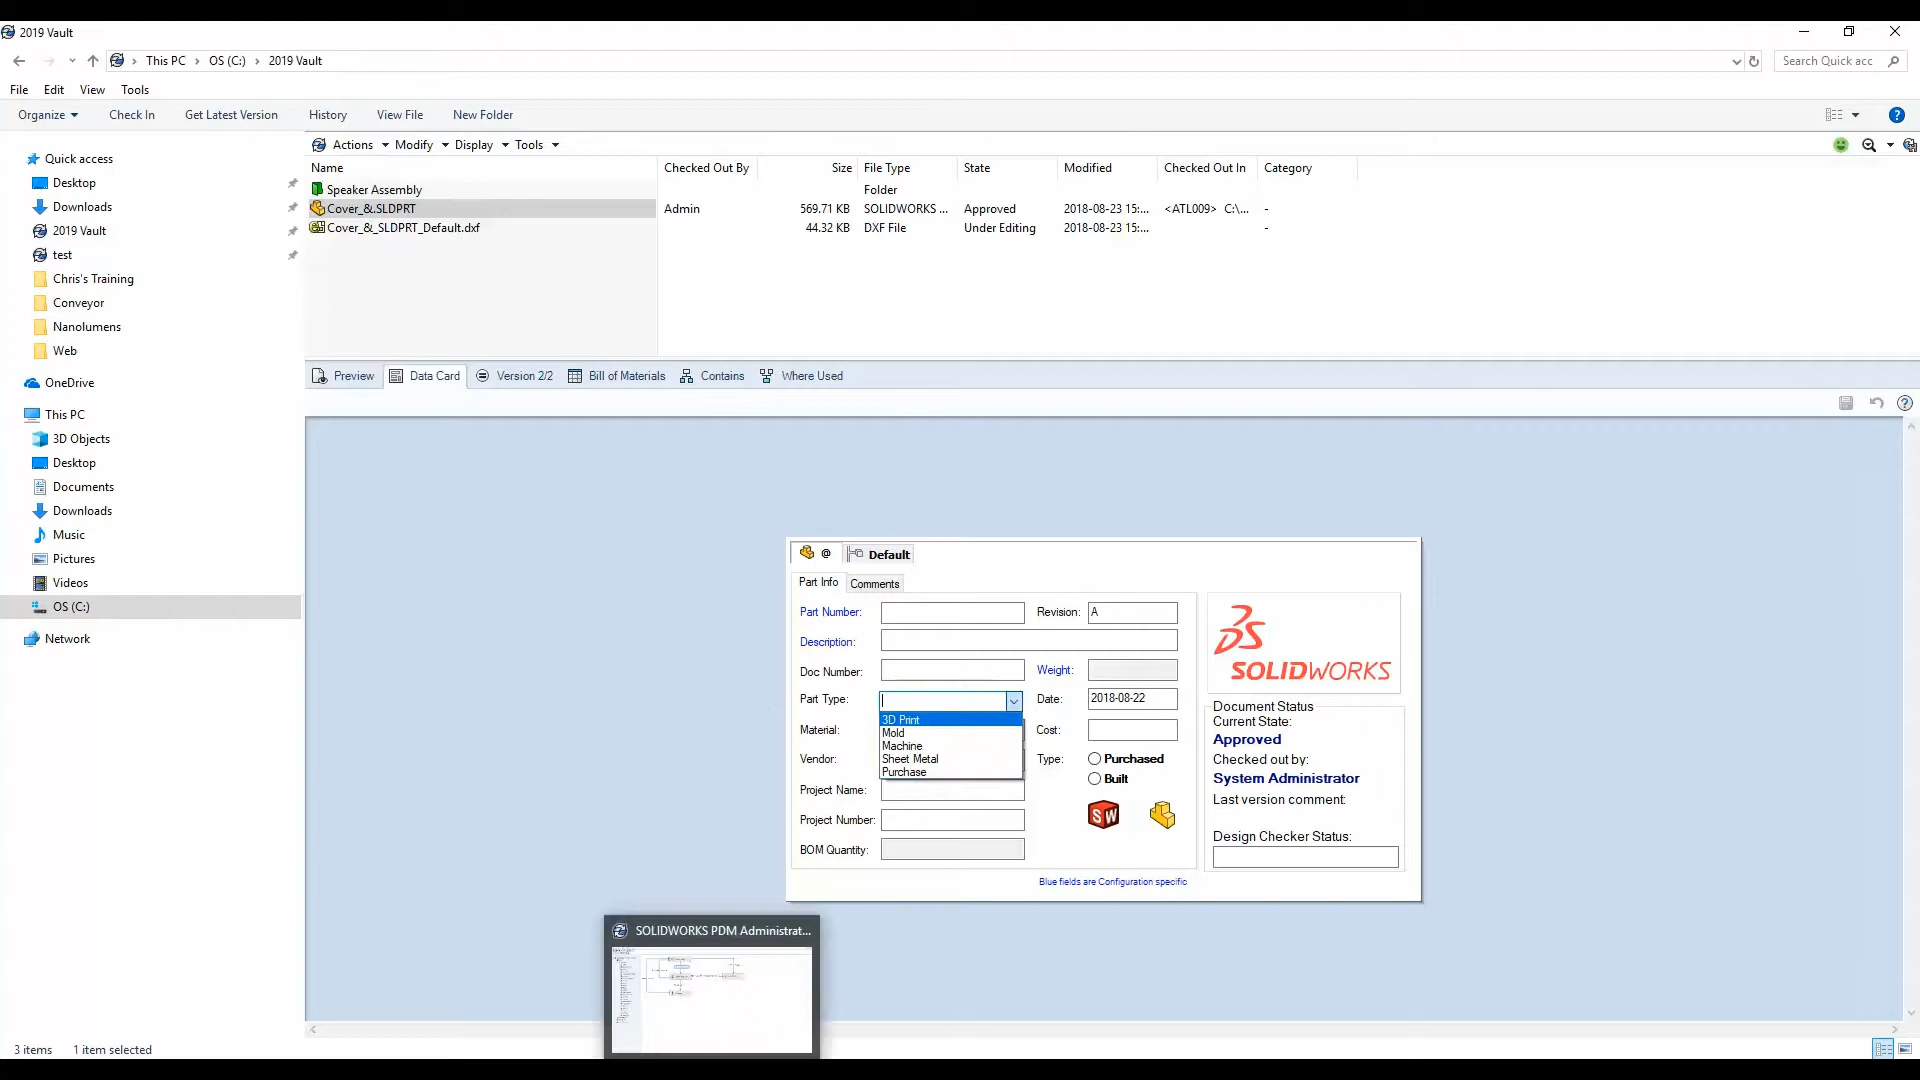 2019 Vault
This PC > OS (C:) > 2019 Vault
Search Quick acc
File Edit View Tools
Organize Check In Get Latest Version History View File New Folder
Quick access
Desktop
Downloads
2019 Vault
test
Chris's Training
Conveyor
Nanolumens
Web
OneDrive
This PC
3D Objects
Desktop
Documents
Downloads
Music
Pictures
Videos
OS (C:)
Network
Actions Modify Display Tools
Name Checked Out By Size File Type State Modified Checked Out In Category
Speaker Assembly Folder
Cover_&.SLDPRT Admin 569.71 KB SOLIDWORKS ... Approved 2018-08-23 15:... <ATL009> C:\... -
Cover_&_SLDPRT_Default.dxf 44.32 KB DXF File Under Editing 2018-08-23 15:... -
Preview Data Card Version 2/2 Bill of Materials Contains Where Used
@ Default
Part Info Comments
Part Number: Revision: A
Description:
Doc Number: Weight:
Part Type: Date: 2018-08-22
3D Print
Mold
Machine
Sheet Metal
Purchase
Material: Cost:
Vendor: Type: Purchased
Built
Project Name:
Project Number:
BOM Quantity:
SW
Blue fields are Configuration specific
SOLIDWORKS
Document Status
Current State:
Approved
Checked out by:
System Administrator
Last version comment:
Design Checker Status:
SOLIDWORKS PDM Administrat...
3 items 1 item selected